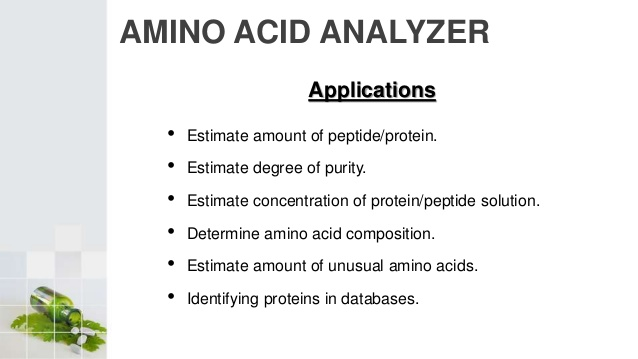 AMINO ACID ANALYZER
Applications
• Estimate amount of peptide/protein.
• Estimate degree of purity.
• Estimate concentration of protein/peptide solution.
• Determine amino acid composition.
• Estimate amount of unusual amino acids.
• Identifying proteins in databases.